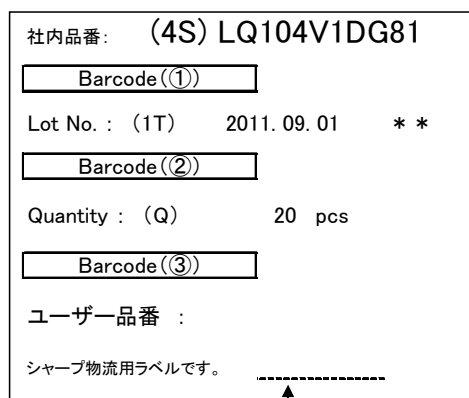 社内品番: (4S) LQ104V1DG81
Barcode(①)
Lot No. : (1T) 2011. 09. 01 * *
Barcode(②)
Quantity : (Q) 20 pcs
Barcode(③)
ユーザー品番 :
シャープ物流用ラベルです。